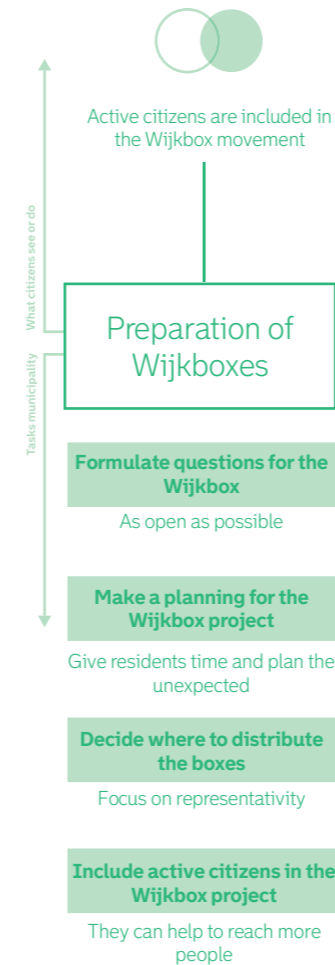 Active citizens are included in
the Wijkbox movement
What citizens see or do
Preparation of
Wijkboxes
Tasks municipality
Formulate questions for the
Wijkbox
As open as possible
Make a planning for the
Wijkbox project
Give residents time and plan the
unexpected
Decide where to distribute
the boxes
Focus on representativity
Include active citizens in the
Wijkbox project
They can help to reach more
people